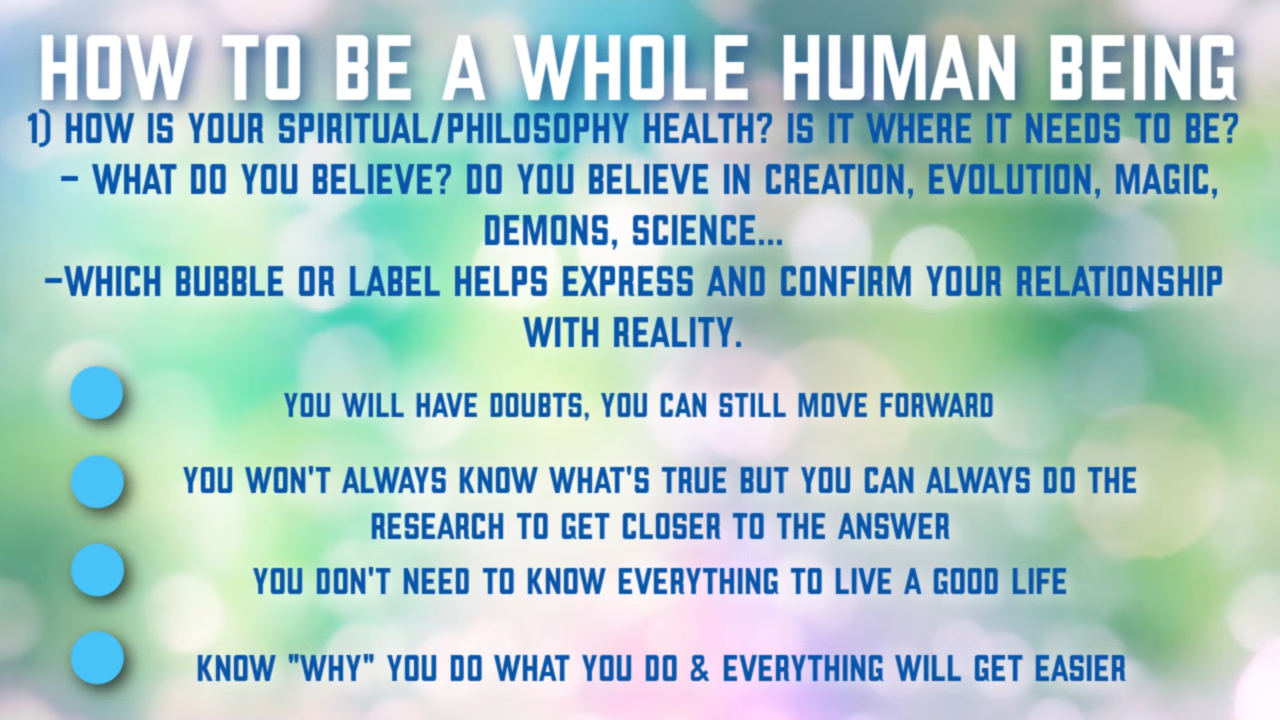 HOW TO BE A WHOLE HUMAN BEING
1) HOW IS YOUR SPIRITUAL/PHILOSOPHY HEALTH? IS IT WHERE IT NEEDS TO BE?
- WHAT DO YOU BELIEVE? DO YOU BELIEVE IN CREATION, EVOLUTION, MAGIC,
DEMONS, SCIENCE...
-WHICH BUBBLE OR LABEL HELPS EXPRESS AND CONFIRM YOUR RELATIONSHIP
WITH REALITY.
YOU WILL HAVE DOUBTS, YOU CAN STILL MOVE FORWARD
YOU WON'T ALWAYS KNOW WHAT'S TRUE BUT YOU CAN ALWAYS DO THE
RESEARCH TO GET CLOSER TO THE ANSWER
YOU DON'T NEED TO KNOW EVERYTHING TO LIVE A GOOD LIFE
KNOW "WHY" YOU DO WHAT YOU DO & EVERYTHING WILL GET EASIER